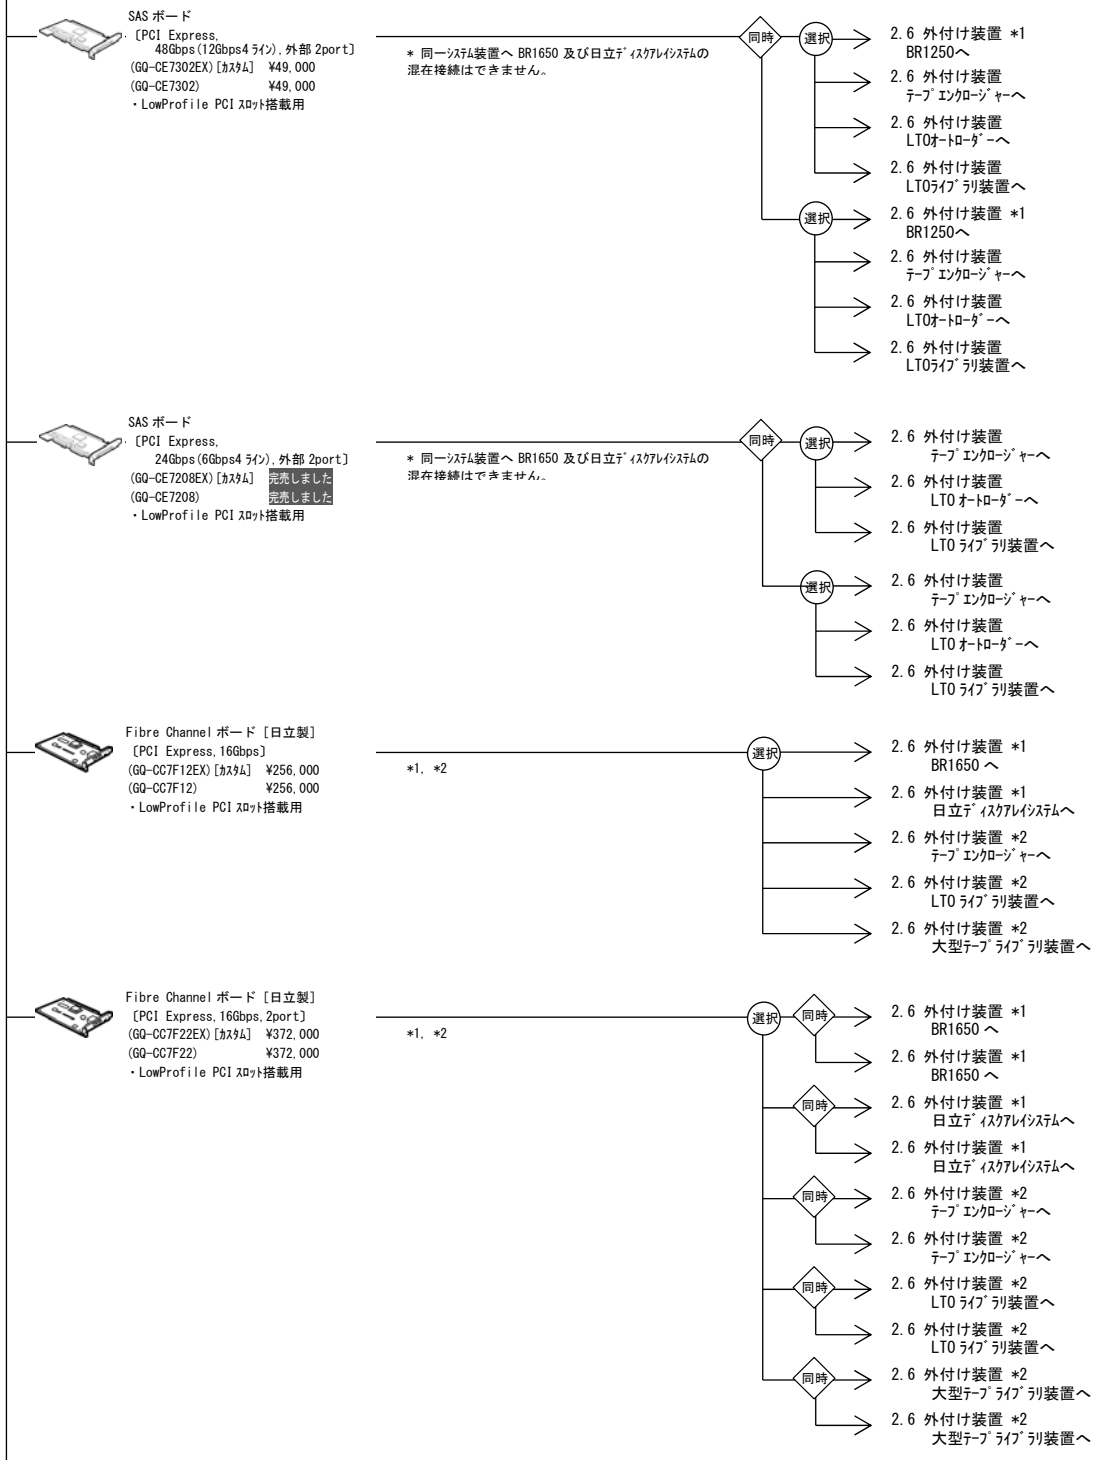 SAS ボード
〔PCI Express,
48Gbps(12Gbps4 ﾗｲﾝ), 外部 2port〕
(GQ-CE7302EX)[ｶｽﾀﾑ] ¥49,000
(GQ-CE7302) ¥49,000
・LowProfile PCI ｽﾛｯﾄ搭載用
* 同一ｼｽﾃﾑ装置へ BR1650 及び日立ﾃﾞｨｽｸｱﾚｲｼｽﾃﾑの
混在接続はできません。
同時
選択
2.6 外付け装置 *1
BR1250へ
2.6 外付け装置
ﾃｰﾌﾟｴﾝｸﾛｰｼﾞｬｰへ
2.6 外付け装置
LTOｵｰﾄﾛｰﾀﾞｰへ
2.6 外付け装置
LTOﾗｲﾌﾞﾗﾘ装置へ
選択
2.6 外付け装置 *1
BR1250へ
2.6 外付け装置
ﾃｰﾌﾟｴﾝｸﾛｰｼﾞｬｰへ
2.6 外付け装置
LTOｵｰﾄﾛｰﾀﾞｰへ
2.6 外付け装置
LTOﾗｲﾌﾞﾗﾘ装置へ
SAS ボード
〔PCI Express,
24Gbps(6Gbps4 ﾗｲﾝ), 外部 2port〕
(GQ-CE7208EX)[ｶｽﾀﾑ] 完売しました
(GQ-CE7208) 完売しました
・LowProfile PCI ｽﾛｯﾄ搭載用
* 同一ｼｽﾃﾑ装置へ BR1650 及び日立ﾃﾞｨｽｸｱﾚｲｼｽﾃﾑの
混在接続はできません。
同時
選択
2.6 外付け装置
ﾃｰﾌﾟｴﾝｸﾛｰｼﾞｬｰへ
2.6 外付け装置
LTO ｵｰﾄﾛｰﾀﾞｰへ
2.6 外付け装置
LTO ﾗｲﾌﾞﾗﾘ装置へ
選択
2.6 外付け装置
ﾃｰﾌﾟｴﾝｸﾛｰｼﾞｬｰへ
2.6 外付け装置
LTO ｵｰﾄﾛｰﾀﾞｰへ
2.6 外付け装置
LTO ﾗｲﾌﾞﾗﾘ装置へ
Fibre Channel ボード [日立製]
〔PCI Express,16Gbps〕
(GQ-CC7F12EX)[ｶｽﾀﾑ] ¥256,000
(GQ-CC7F12) ¥256,000
・LowProfile PCI ｽﾛｯﾄ搭載用
*1, *2
選択
2.6 外付け装置 *1
BR1650 へ
2.6 外付け装置 *1
日立ﾃﾞｨｽｸｱﾚｲｼｽﾃﾑへ
2.6 外付け装置 *2
ﾃｰﾌﾟｴﾝｸﾛｰｼﾞｬｰへ
2.6 外付け装置 *2
LTO ﾗｲﾌﾞﾗﾘ装置へ
2.6 外付け装置 *2
大型ﾃｰﾌﾟﾗｲﾌﾞﾗﾘ装置へ
Fibre Channel ボード [日立製]
〔PCI Express,16Gbps,2port〕
(GQ-CC7F22EX)[ｶｽﾀﾑ] ¥372,000
(GQ-CC7F22) ¥372,000
・LowProfile PCI ｽﾛｯﾄ搭載用
*1, *2
選択
同時
2.6 外付け装置 *1
BR1650 へ
2.6 外付け装置 *1
BR1650 へ
同時
2.6 外付け装置 *1
日立ﾃﾞｨｽｸｱﾚｲｼｽﾃﾑへ
2.6 外付け装置 *1
日立ﾃﾞｨｽｸｱﾚｲｼｽﾃﾑへ
同時
2.6 外付け装置 *2
ﾃｰﾌﾟｴﾝｸﾛｰｼﾞｬｰへ
2.6 外付け装置 *2
ﾃｰﾌﾟｴﾝｸﾛｰｼﾞｬｰへ
同時
2.6 外付け装置 *2
LTO ﾗｲﾌﾞﾗﾘ装置へ
2.6 外付け装置 *2
LTO ﾗｲﾌﾞﾗﾘ装置へ
同時
2.6 外付け装置 *2
大型ﾃｰﾌﾟﾗｲﾌﾞﾗﾘ装置へ
2.6 外付け装置 *2
大型ﾃｰﾌﾟﾗｲﾌﾞﾗﾘ装置へ